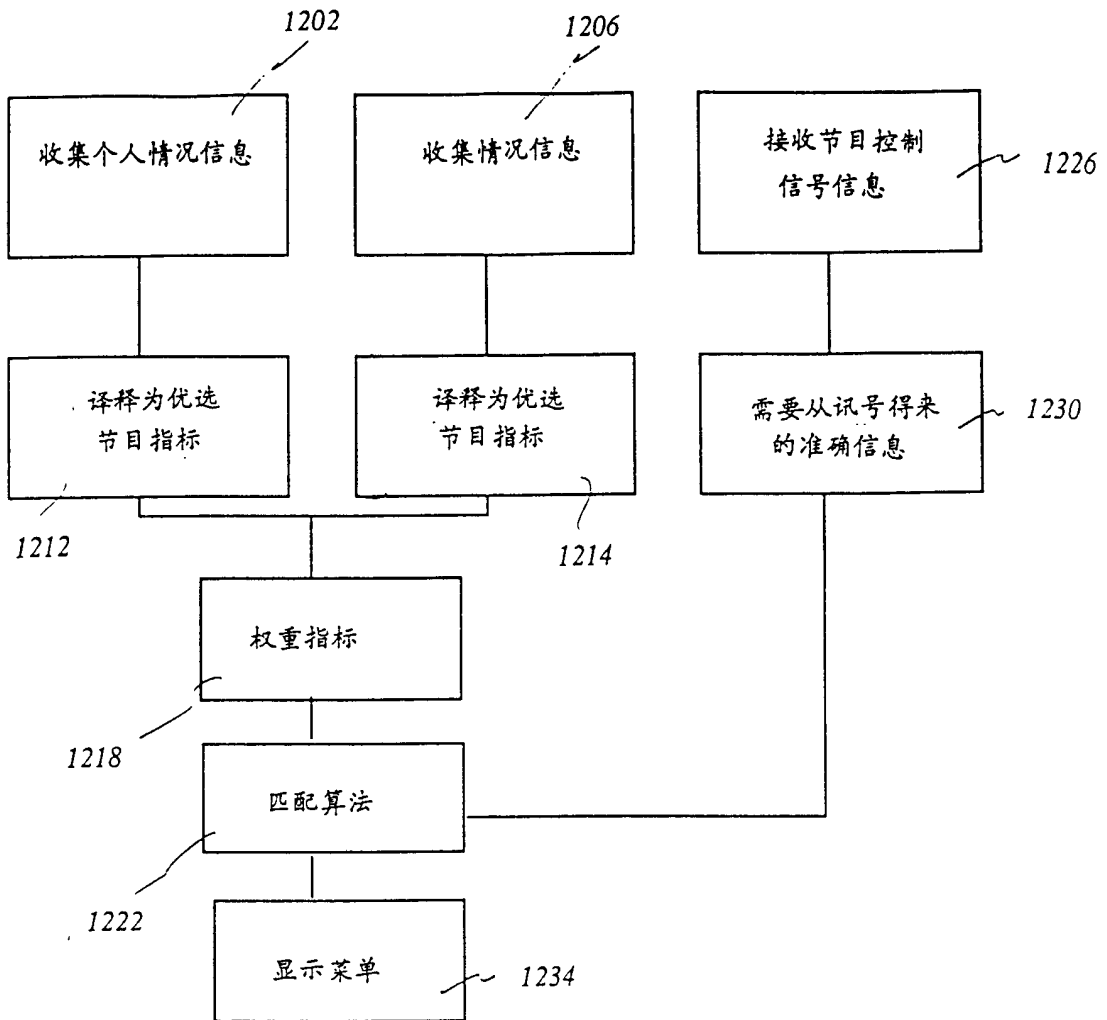 1202
1206
收集个人情况信息
收集情况信息
接收节目控制
信号信息
1226
译释为优选
节目指标
译释为优选
节目指标
需要从讯号得来
的准确信息
1230
1212
1214
权重指标
1218
匹配算法
1222
显示菜单
1234